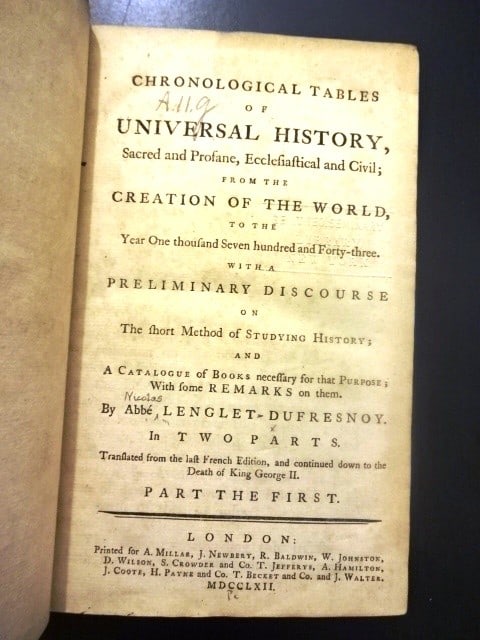 CHRONOLOGICAL TABLES
A.11.9
OF
UNIVERSAL HISTORY,
Sacred and Profane, Eccleſiaſtical and Civil;
FROM THE
CREATION OF THE WORLD,
TO THE
Year One thouſand Seven hundred and Forty-three.
WITH A
PRELIMINARY DISCOURSE
ON
The ſhort Method of STUDYING HISTORY;
AND
A CATALOGUE of BOOKS neceſſary for that PURPOSE;
With ſome REMARKS on them.
Nicolas
By Abbé LENGLET-DUFRESNOY.
In TWO PARTS.
Tranſlated from the laſt French Edition, and continued down to the
Death of King GEORGE II.
PART THE FIRST.
LONDON:
Printed for A. MILLAR, J. NEWBERY, R. BALDWIN, W. JOHNSTON,
D. WILSON, S. CROWDER and Co. T. JEFFERYS, A. HAMILTON,
J. COOTE, H. PAYNE and Co. T. BECKET and Co. and J. WALTER.
MDCCLXII.